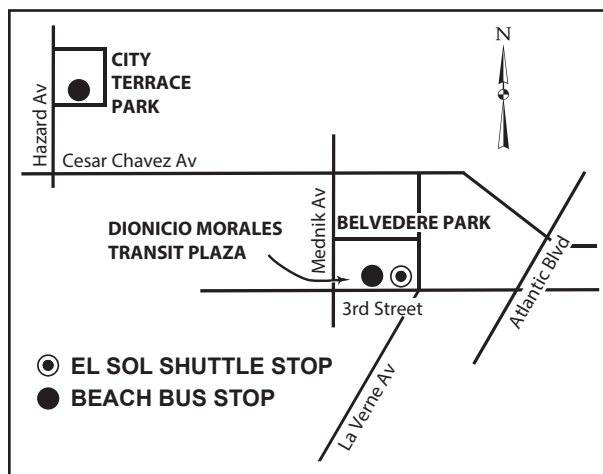 N
CITY
TERRACE
PARK
Hazard Av
Cesar Chavez Av
Mednik Av
BELVEDERE PARK
DIONICIO MORALES
TRANSIT PLAZA
Atlantic Blvd
3rd Street
La Verne Av
EL SOL SHUTTLE STOP
BEACH BUS STOP